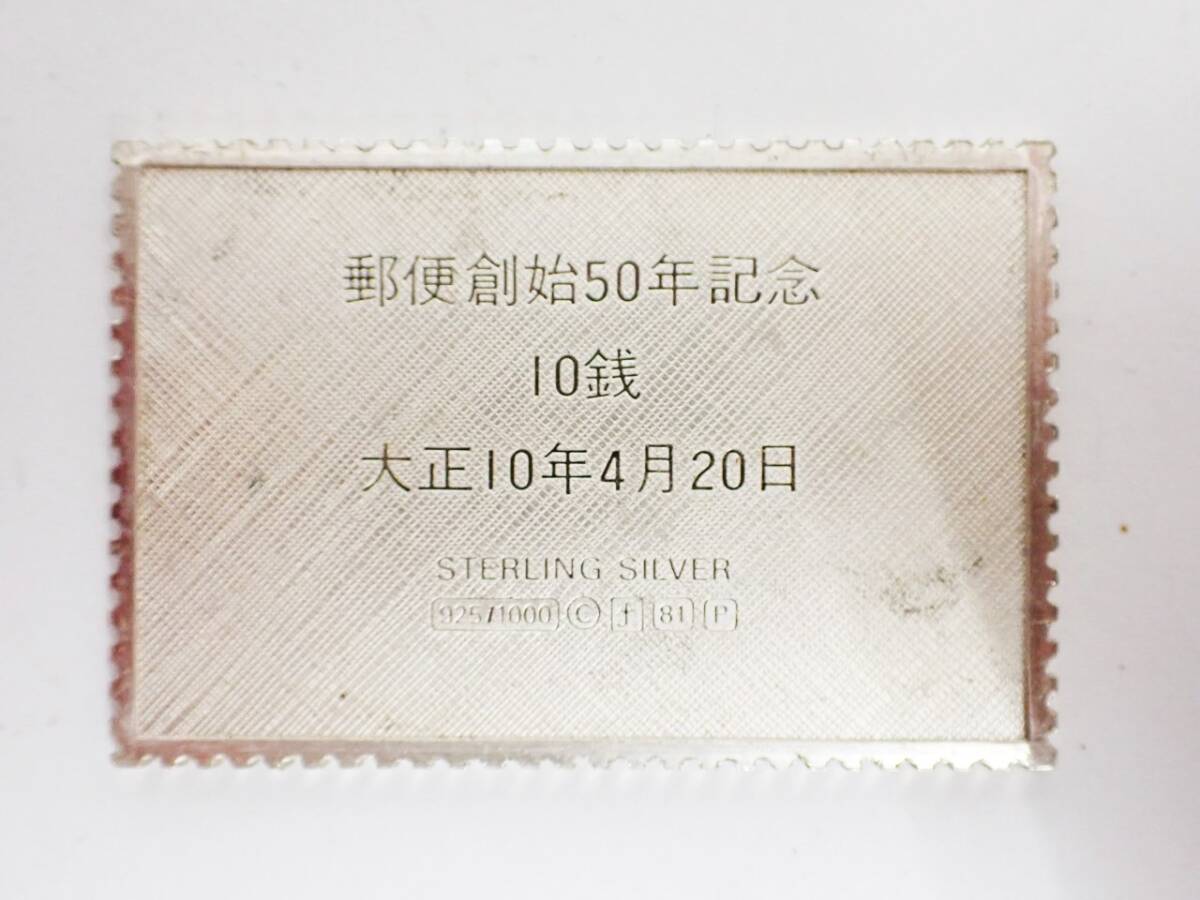 郵便創始50年記念
10銭
大正10年4月20日
STERLING SILVER
925/1000 © f 81 P